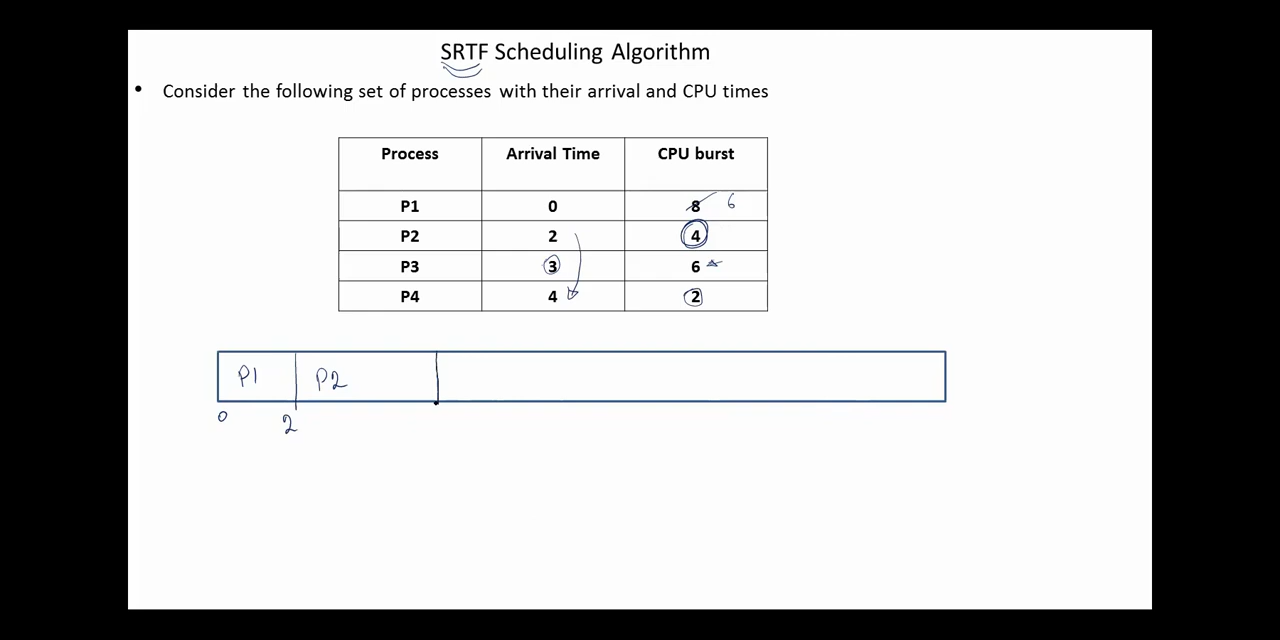 SRTF Scheduling Algorithm
• Consider the following set of processes with their arrival and CPU times
Process Arrival Time CPU burst
P1 0 8 6
P2 2 4
P3 3 6
P4 4 2
P1 P2
0 2